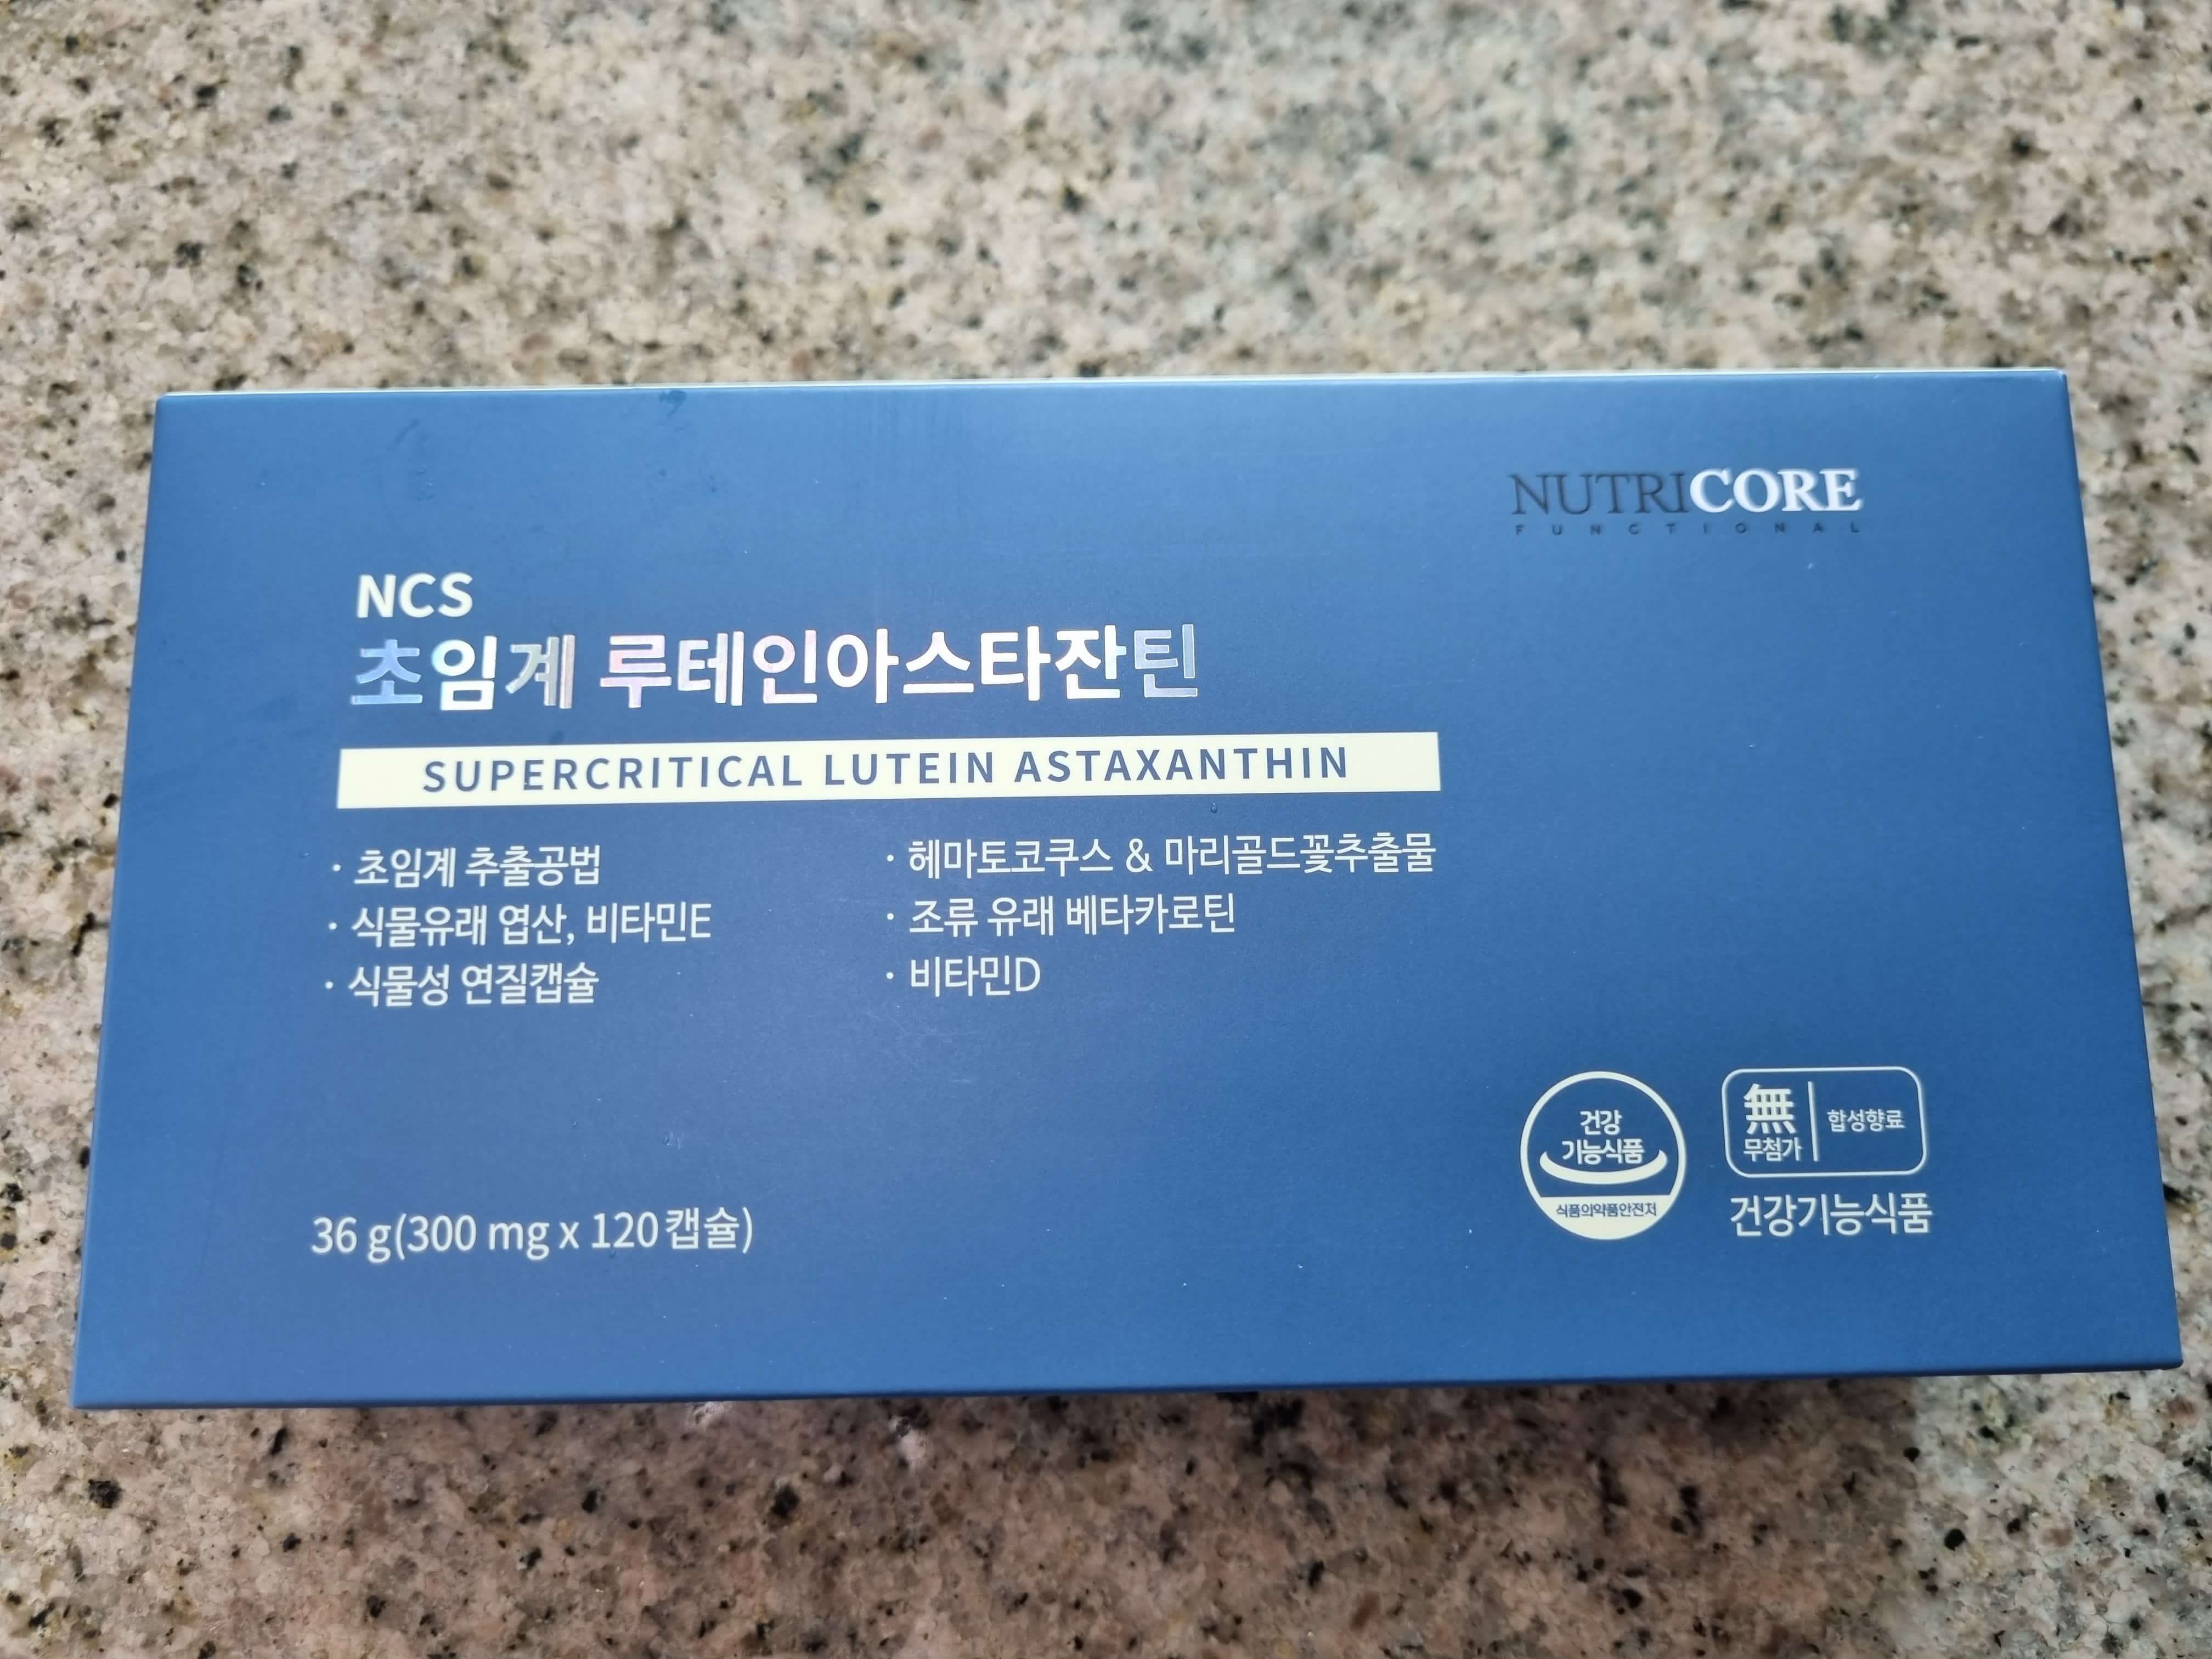 NUTRICORE
FUNCTIONAL
NCS
초임계 루테인아스타잔틴
SUPERCRITICAL LUTEIN ASTAXANTHIN
· 초임계 추출공법
· 식물유래 엽산, 비타민E
· 식물성 연질캡슐
· 헤마토코쿠스 & 마리골드꽃추출물
· 조류 유래 베타카로틴
· 비타민D
36 g(300 mg x 120캡슐)
건강
기능식품
식품의약품안전처
無
무첨가
합성향료
건강기능식품